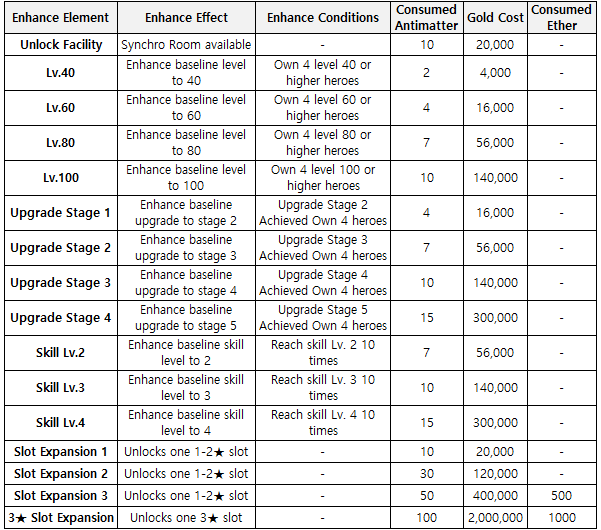 Enhance Element Enhance Effect Enhance Conditions Consumed Antimatter Gold Cost Consumed Ether
Unlock Facility Synchro Room available - 10 20,000 -
Lv.40 Enhance baseline level to 40 Own 4 level 40 or higher heroes 2 4,000 -
Lv.60 Enhance baseline level to 60 Own 4 level 60 or higher heroes 4 16,000 -
Lv.80 Enhance baseline level to 80 Own 4 level 80 or higher heroes 7 56,000 -
Lv.100 Enhance baseline level to 100 Own 4 level 100 or higher heroes 10 140,000 -
Upgrade Stage 1 Enhance baseline upgrade to stage 2 Upgrade Stage 2 Achieved Own 4 heroes 4 16,000 -
Upgrade Stage 2 Enhance baseline upgrade to stage 3 Upgrade Stage 3 Achieved Own 4 heroes 7 56,000 -
Upgrade Stage 3 Enhance baseline upgrade to stage 4 Upgrade Stage 4 Achieved Own 4 heroes 10 140,000 -
Upgrade Stage 4 Enhance baseline upgrade to stage 5 Upgrade Stage 5 Achieved Own 4 heroes 15 300,000 -
Skill Lv.2 Enhance baseline skill level to 2 Reach skill Lv. 2 10 times 7 56,000 -
Skill Lv.3 Enhance baseline skill level to 3 Reach skill Lv. 3 10 times 10 140,000 -
Skill Lv.4 Enhance baseline skill level to 4 Reach skill Lv. 4 10 times 15 300,000 -
Slot Expansion 1 Unlocks one 1-2★ slot - 10 20,000 -
Slot Expansion 2 Unlocks one 1-2★ slot - 30 120,000 -
Slot Expansion 3 Unlocks one 1-2★ slot - 50 400,000 500
3★ Slot Expansion Unlocks one 3★ slot - 100 2,000,000 1000